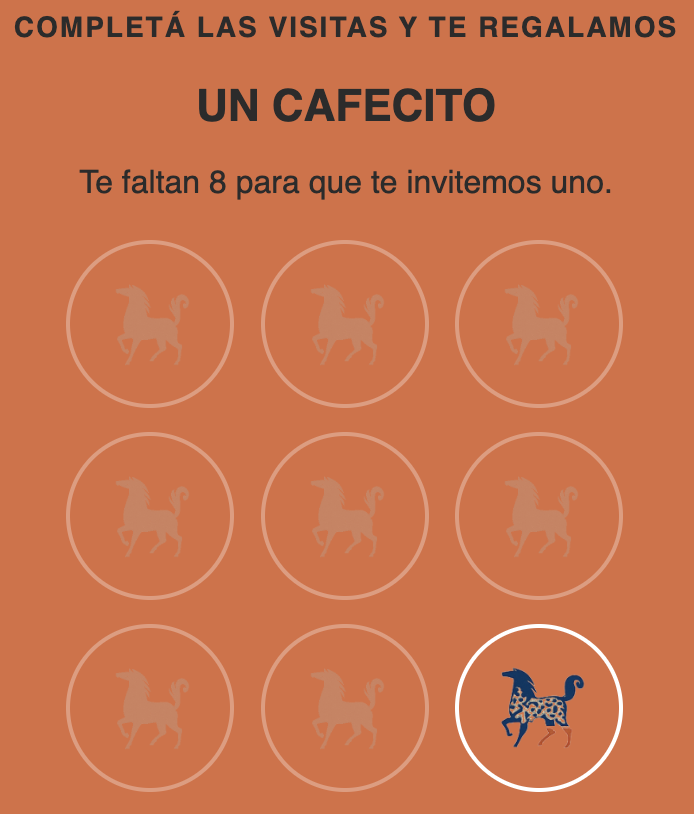 COMPLETÁ LAS VISITAS Y TE REGALAMOS
UN CAFECITO
Te faltan 8 para que te invitemos uno.